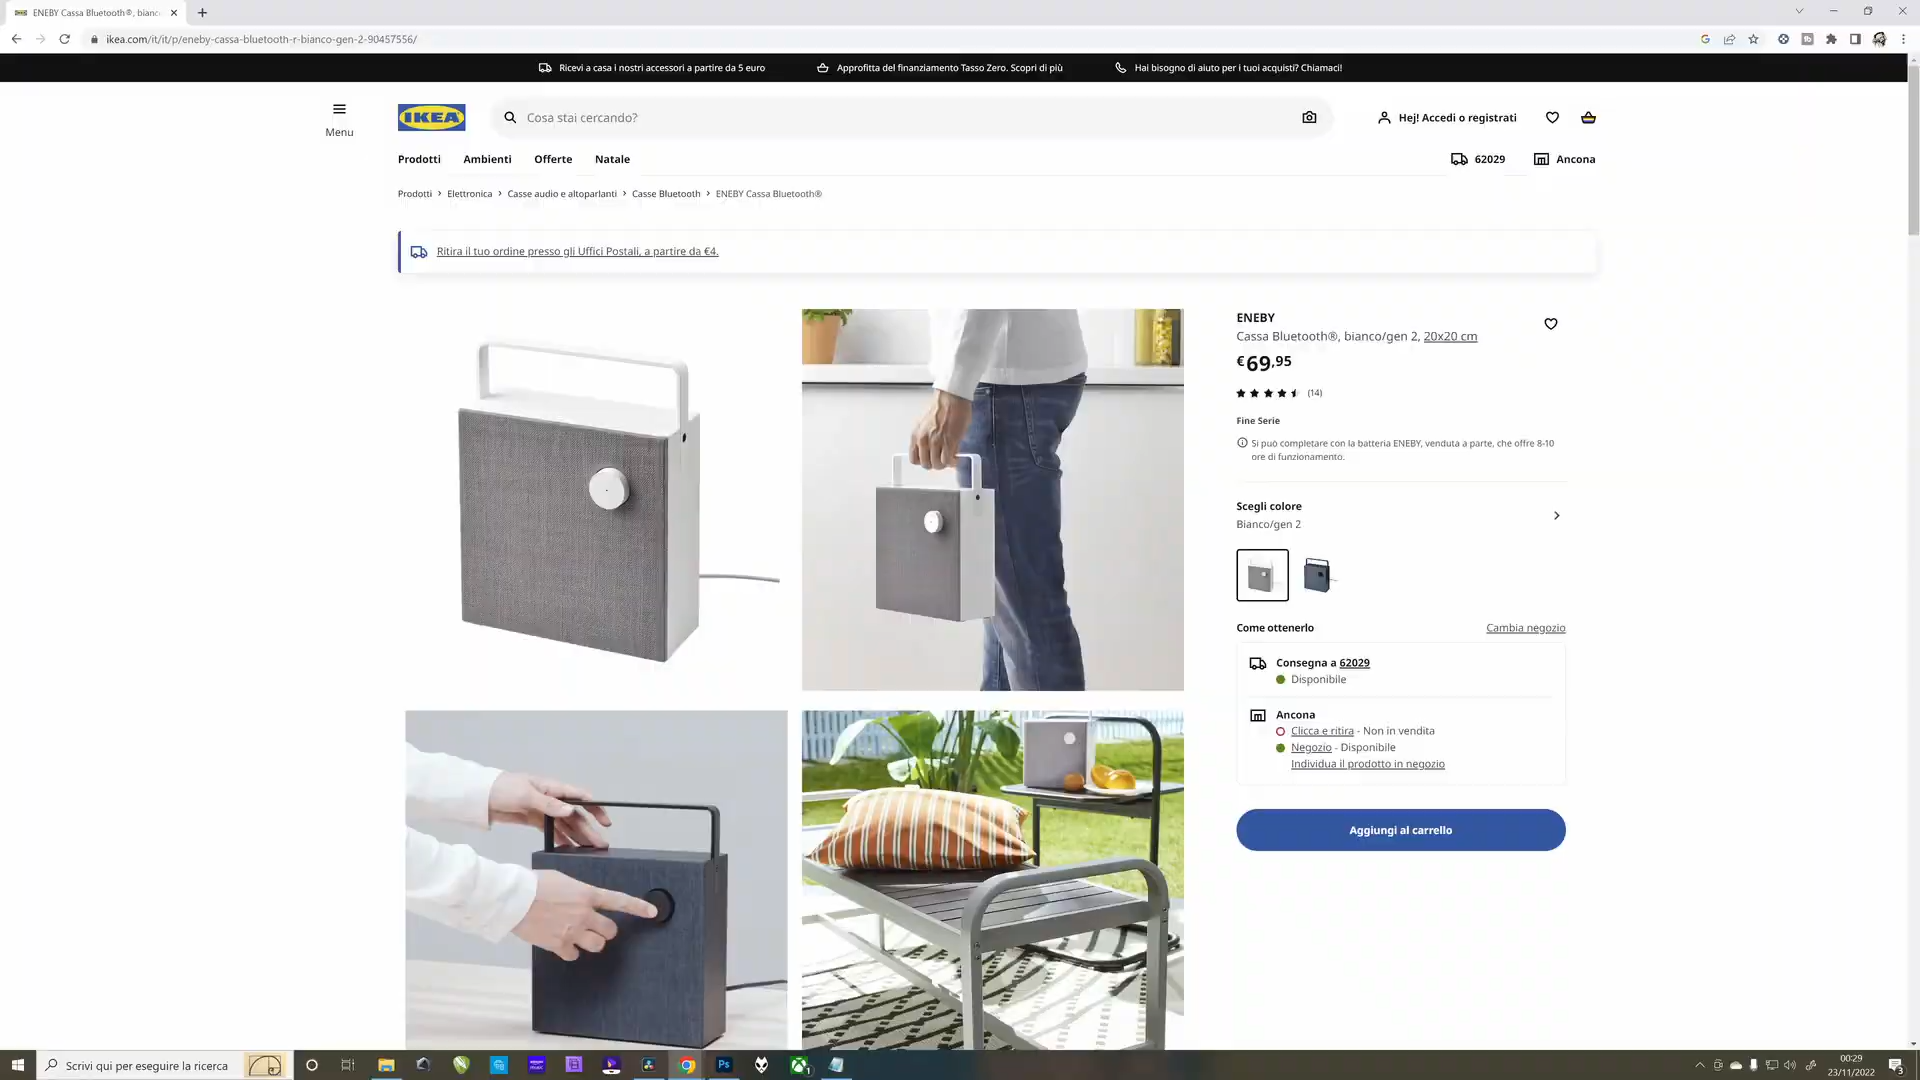 ENEBY Cassa Bluetooth®, bianc
ikea.com/it/it/p/eneby-cassa-bluetooth-r-bianco-gen-2-90457556/
Ricevi a casa i nostri accessori a partire da 5 euro
Approfitta del finanziamento Tasso Zero. Scopri di più
Hai bisogno di aiuto per i tuoi acquisti? Chiamaci!
Menu
IKEA
Cosa stai cercando?
Hej! Accedi o registrati
Prodotti
Ambienti
Offerte
Natale
62029
Ancona
Prodotti › Elettronica › Casse audio e altoparlanti › Casse Bluetooth › ENEBY Cassa Bluetooth®
Ritira il tuo ordine presso gli Uffici Postali, a partire da €4.
ENEBY
Cassa Bluetooth®, bianco/gen 2, 20x20 cm
€69,95
(14)
Fine Serie
Si può completare con la batteria ENEBY, venduta a parte, che offre 8-10
ore di funzionamento.
Scegli colore
Bianco/gen 2
Come ottenerlo
Cambia negozio
Consegna a 62029
Disponibile
Ancona
Clicca e ritira - Non in vendita
Negozio - Disponibile
Individua il prodotto in negozio
Aggiungi al carrello
Scrivi qui per eseguire la ricerca
00:29
23/11/2022